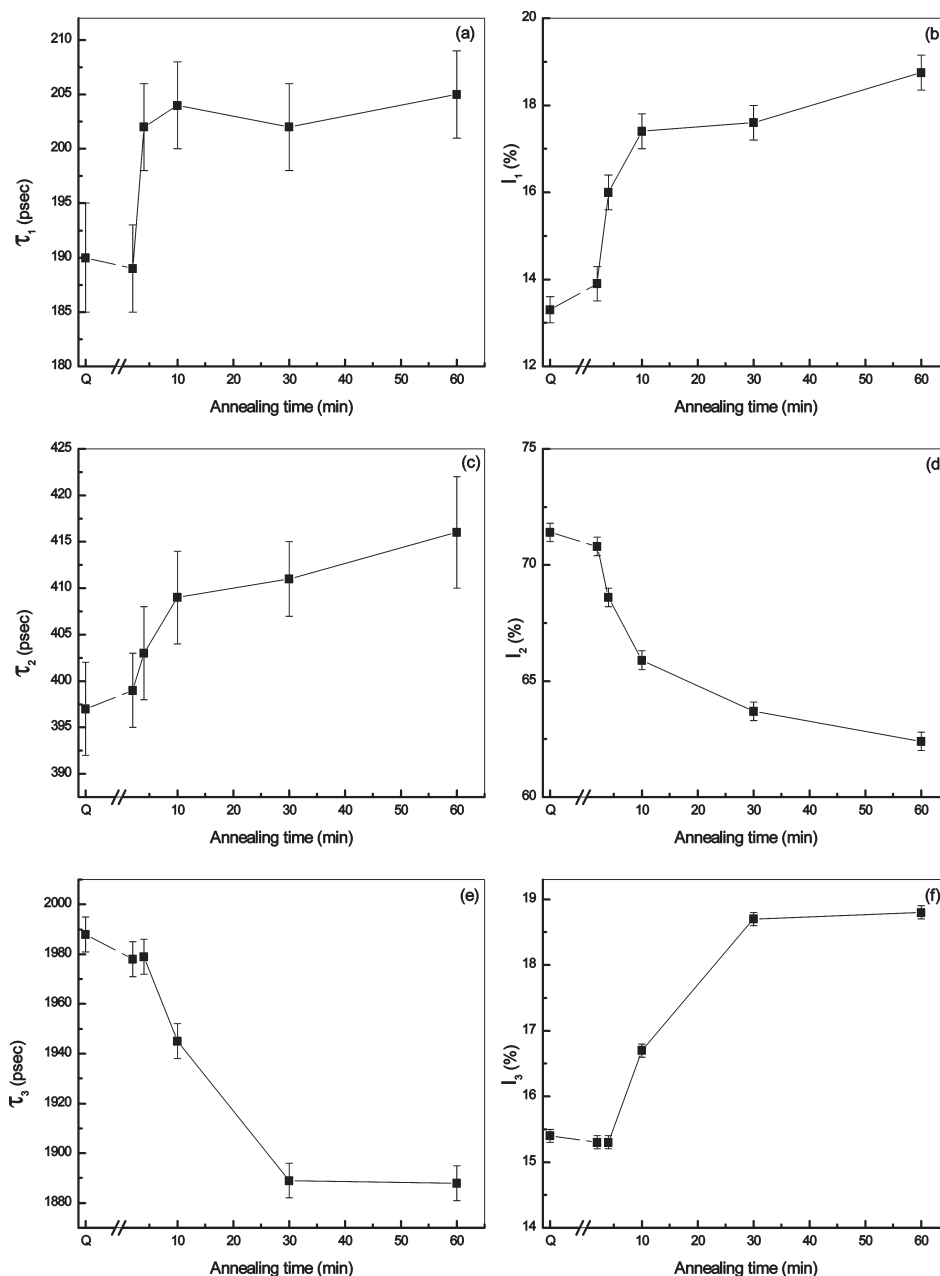 (a)
210
205
200
195
190
185
180
τ1 (psec)
Q 10 20 30 40 50 60
Annealing time (min)
(b)
20
18
16
14
12
I1 (%)
Q 10 20 30 40 50 60
Annealing time (min)
(c)
425
420
415
410
405
400
395
390
τ2 (psec)
Q 10 20 30 40 50 60
Annealing time (min)
(d
75
70
65
60
I2 (%)
Q 10 20 30 40 50 60
Annealing time (min)
(e)
2000
1980
1960
1940
1920
1900
1880
τ3 (psec)
Q 10 20 30 40 50 60
Annealing time (min)
(f)
19
18
17
16
15
14
I3 (%)
Q 10 20 30 40 50 60
Annealing time (min)